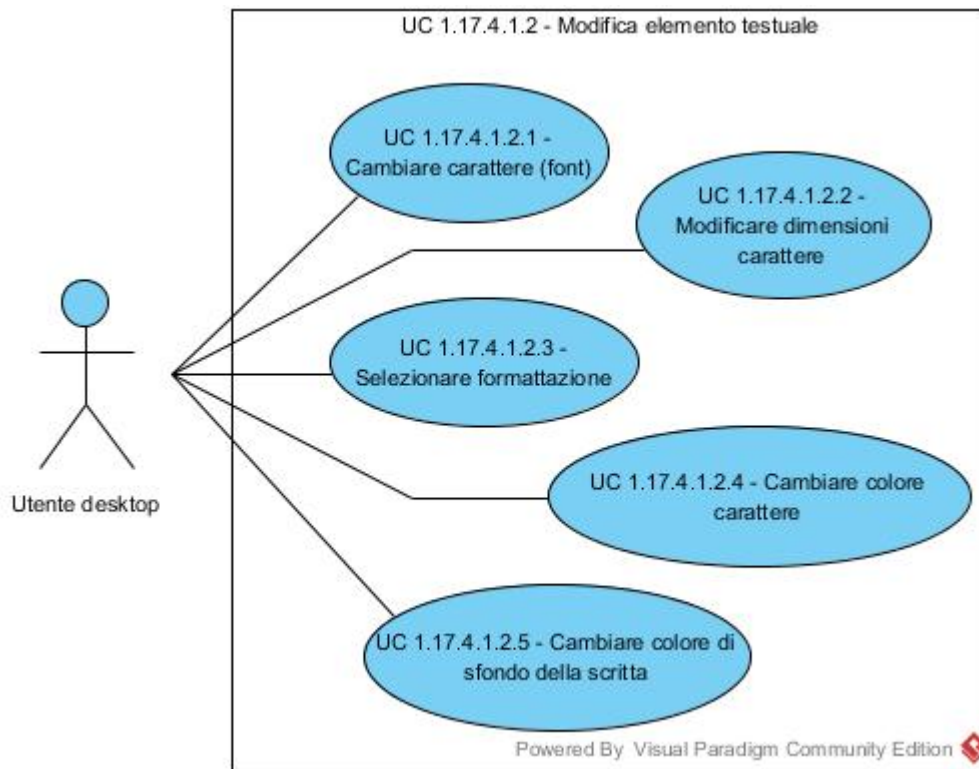 UC 1.17.4.1.2 - Modifica elemento testuale
UC 1.17.4.1.2.1 -
Cambiare carattere (font)
UC 1.17.4.1.2.2 -
Modificare dimensioni
carattere
UC 1.17.4.1.2.3 -
Selezionare formattazione
UC 1.17.4.1.2.4 - Cambiare colore
carattere
Utente desktop
UC 1.17.4.1.2.5 - Cambiare colore di
sfondo della scritta
Powered By Visual Paradigm Community Edition